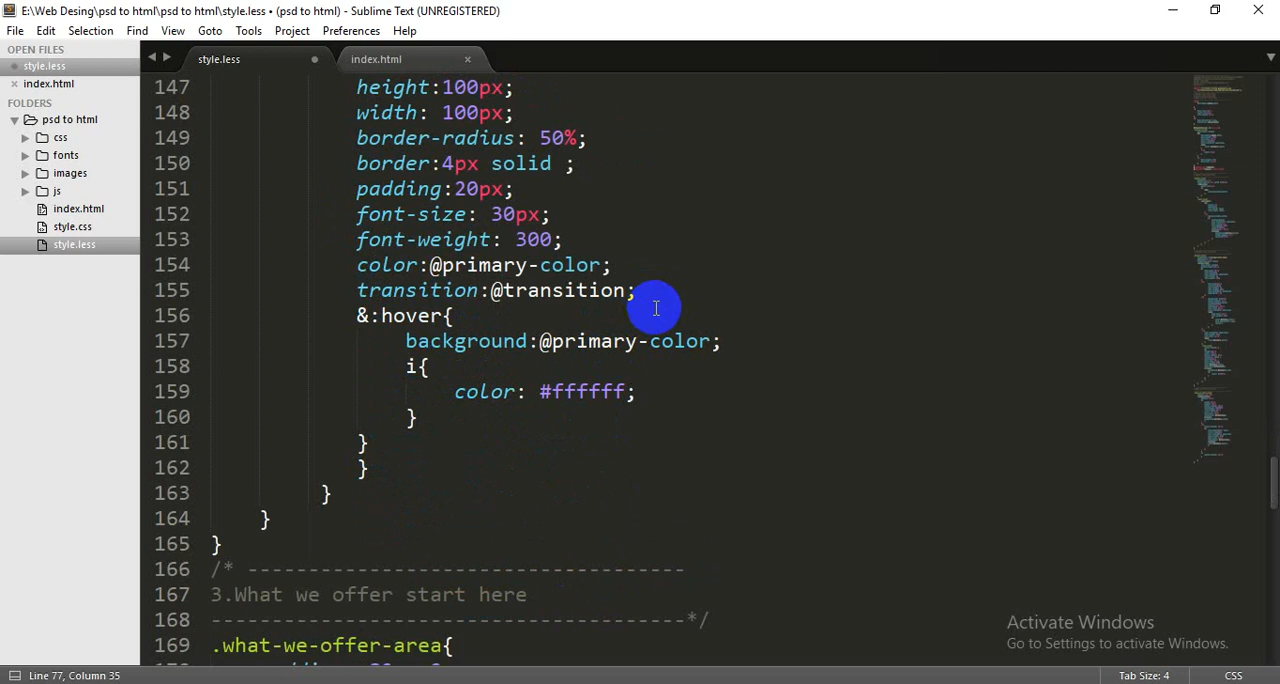 E:\Web Desing\psd to html\psd to html\style.less • (psd to html) - Sublime Text (UNREGISTERED)
File Edit Selection Find View Goto Tools Project Preferences Help
OPEN FILES
style.less
index.html
FOLDERS
psd to html
css
fonts
images
js
index.html
style.css
style.less
style.less
index.html
147 height:100px;
148 width: 100px;
149 border-radius: 50%;
150 border:4px solid ;
151 padding:20px;
152 font-size: 30px;
153 font-weight: 300;
154 color:@primary-color;
155 transition:@transition;
156 &:hover{
157 background:@primary-color;
158 i{
159 color: #ffffff;
160 }
161 }
162 }
163 }
164 }
165 }
166 /* ------------------------------------
167 3.What we offer start here
168 ---------------------------------------*/
169 .what-we-offer-area{
Activate Windows
Go to Settings to activate Windows.
Line 77, Column 35
Tab Size: 4
CSS